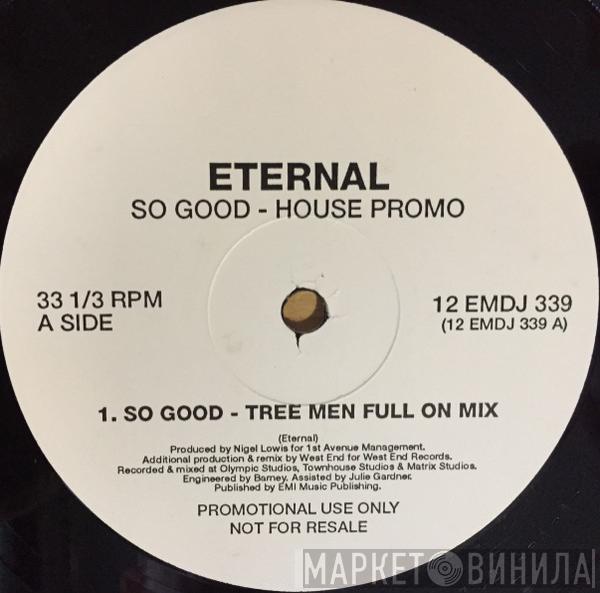 ETERNAL
SO GOOD - HOUSE PROMO
33 1/3 RPM
A SIDE
12 EMDJ 339
(12 EMDJ 339 A)
1. SO GOOD - TREE MEN FULL ON MIX
(Eternal)
Produced by Nigel Lowis for 1st Avenue Management.
Additional production & remix by West End for West End Records.
Recorded & mixed at Olympic Studios, Townhouse Studios & Matrix Studios.
Engineered by Barney. Assisted by Julie Gardner.
Published by EMI Music Publishing.
PROMOTIONAL USE ONLY
NOT FOR RESALE
МАРКЕТ ВИНИЛА